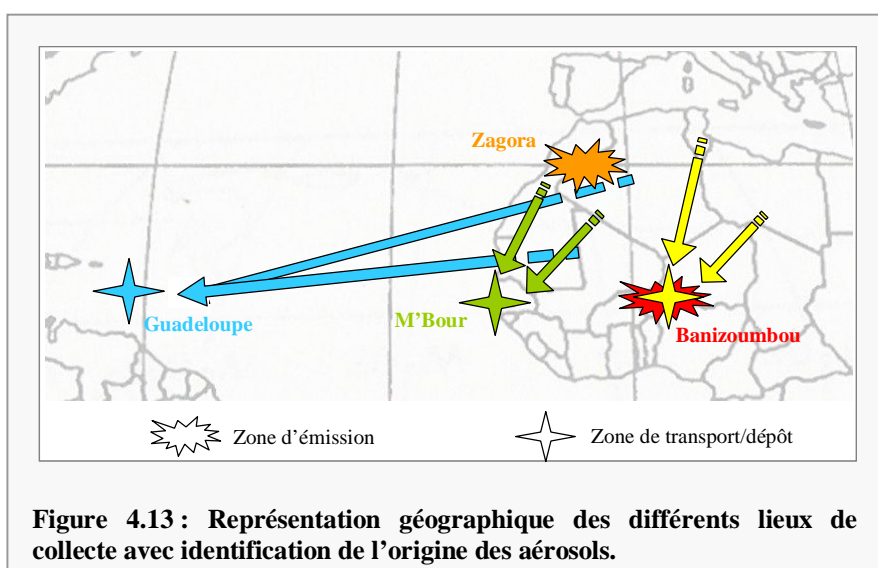 Zagora
Guadeloupe
M'Bour
Banizoumbou
Zone d'émission
Zone de transport/dépôt
Figure 4.13 : Représentation géographique des différents lieux de
collecte avec identification de l'origine des aérosols.